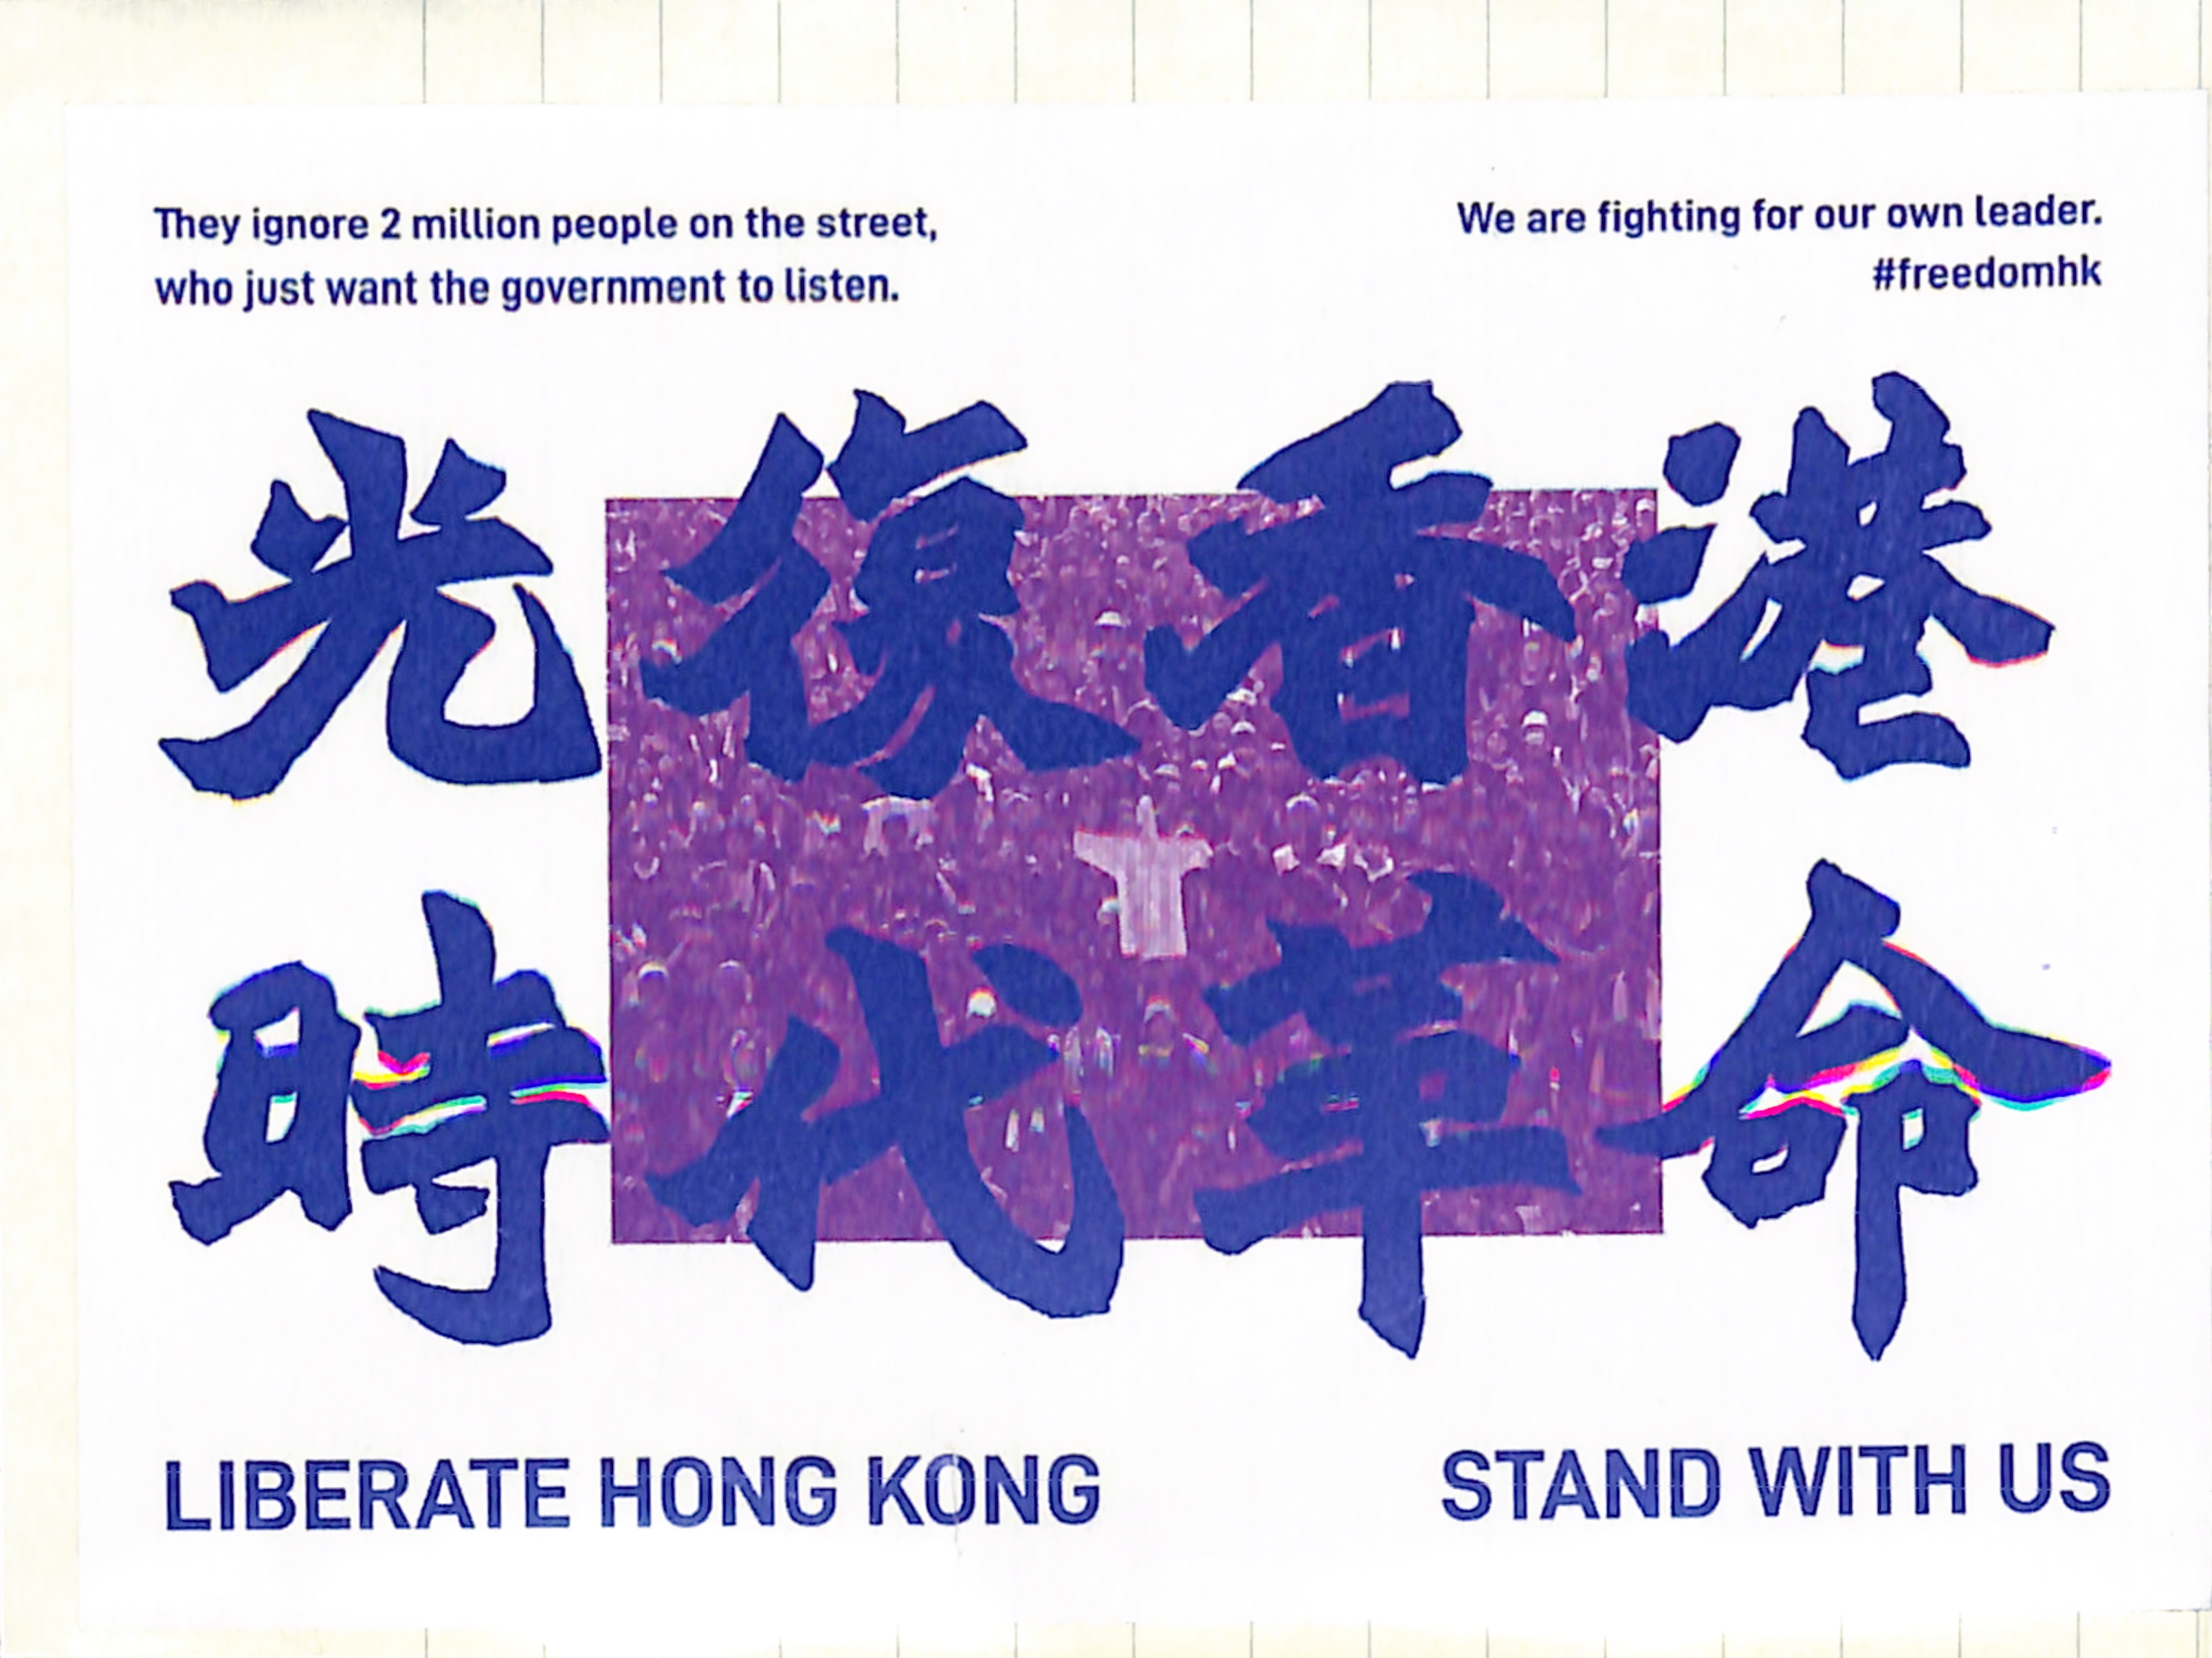 They ignore 2 million people on the street,
who just want the government to listen.
We are fighting for our own leader.
#freedomhk
光復香港
時代革命
LIBERATE HONG KONG
STAND WITH US